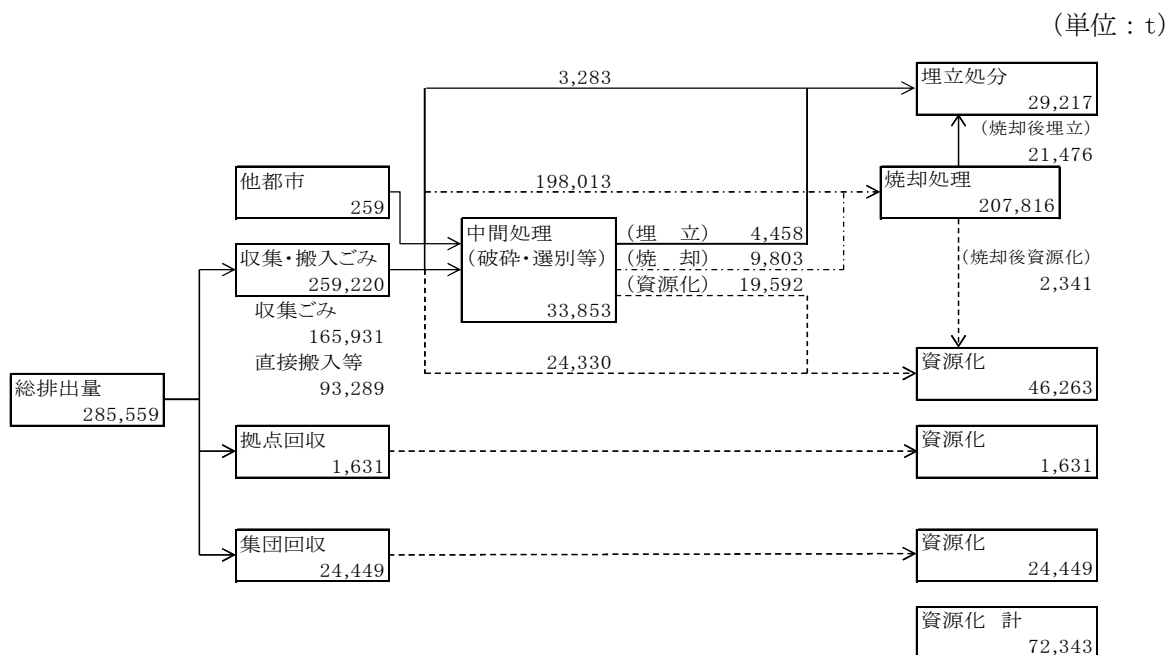 （単位：t）
3,283
埋立処分
29,217
（焼却後埋立）
21,476
他都市
259
198,013
焼却処理
207,816
中間処理
（破砕・選別等）
33,853
（埋　立） 4,458
（焼　却） 9,803
（資源化） 19,592
収集・搬入ごみ
259,220
収集ごみ
165,931
直接搬入等
93,289
（焼却後資源化）
2,341
24,330
資源化
46,263
総排出量
285,559
拠点回収
1,631
資源化
1,631
集団回収
24,449
資源化
24,449
資源化　計
72,343